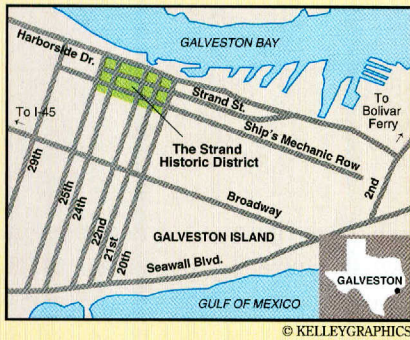 GALVESTON BAY
Harborside Dr.
To I-45
Strand St.
To
Bolivar
Ferry
The Strand
Historic District
Ship's Mechanic Row
2nd
29th
25th
24th
22nd
21st
20th
Broadway
GALVESTON ISLAND
Seawall Blvd.
GALVESTON
GULF OF MEXICO
© KELLEYGRAPHICS